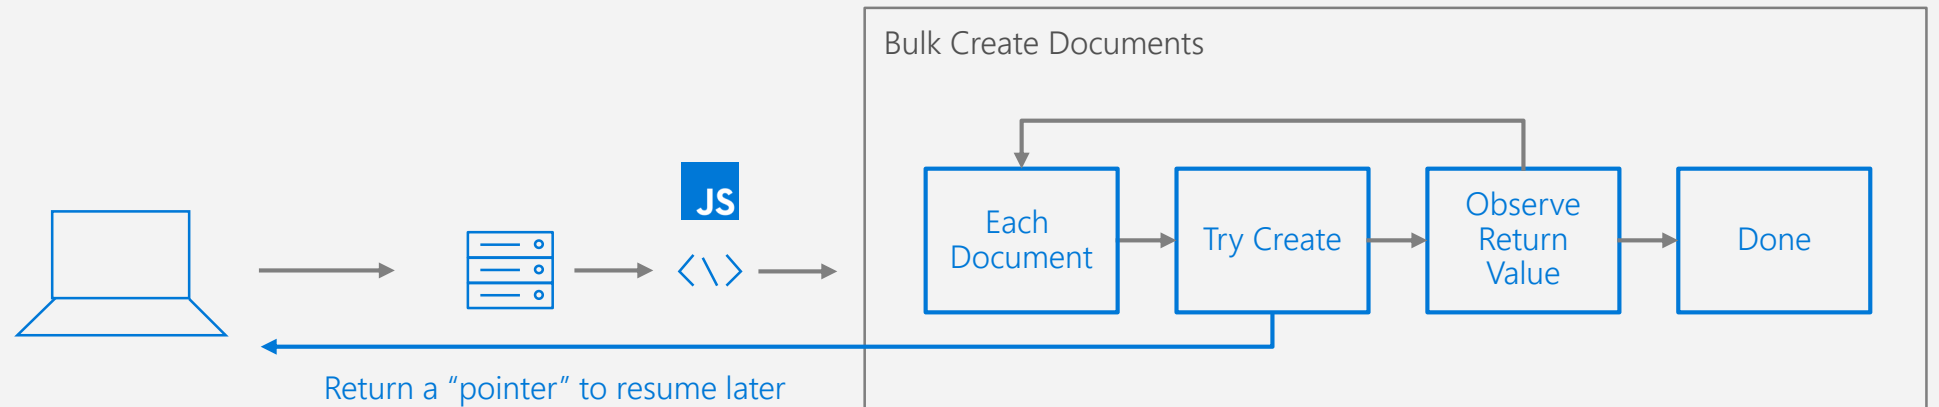 Bulk Create Documents
JS
Each
Document
Try Create
Observe
Return
Value
Done
Return a “pointer” to resume later